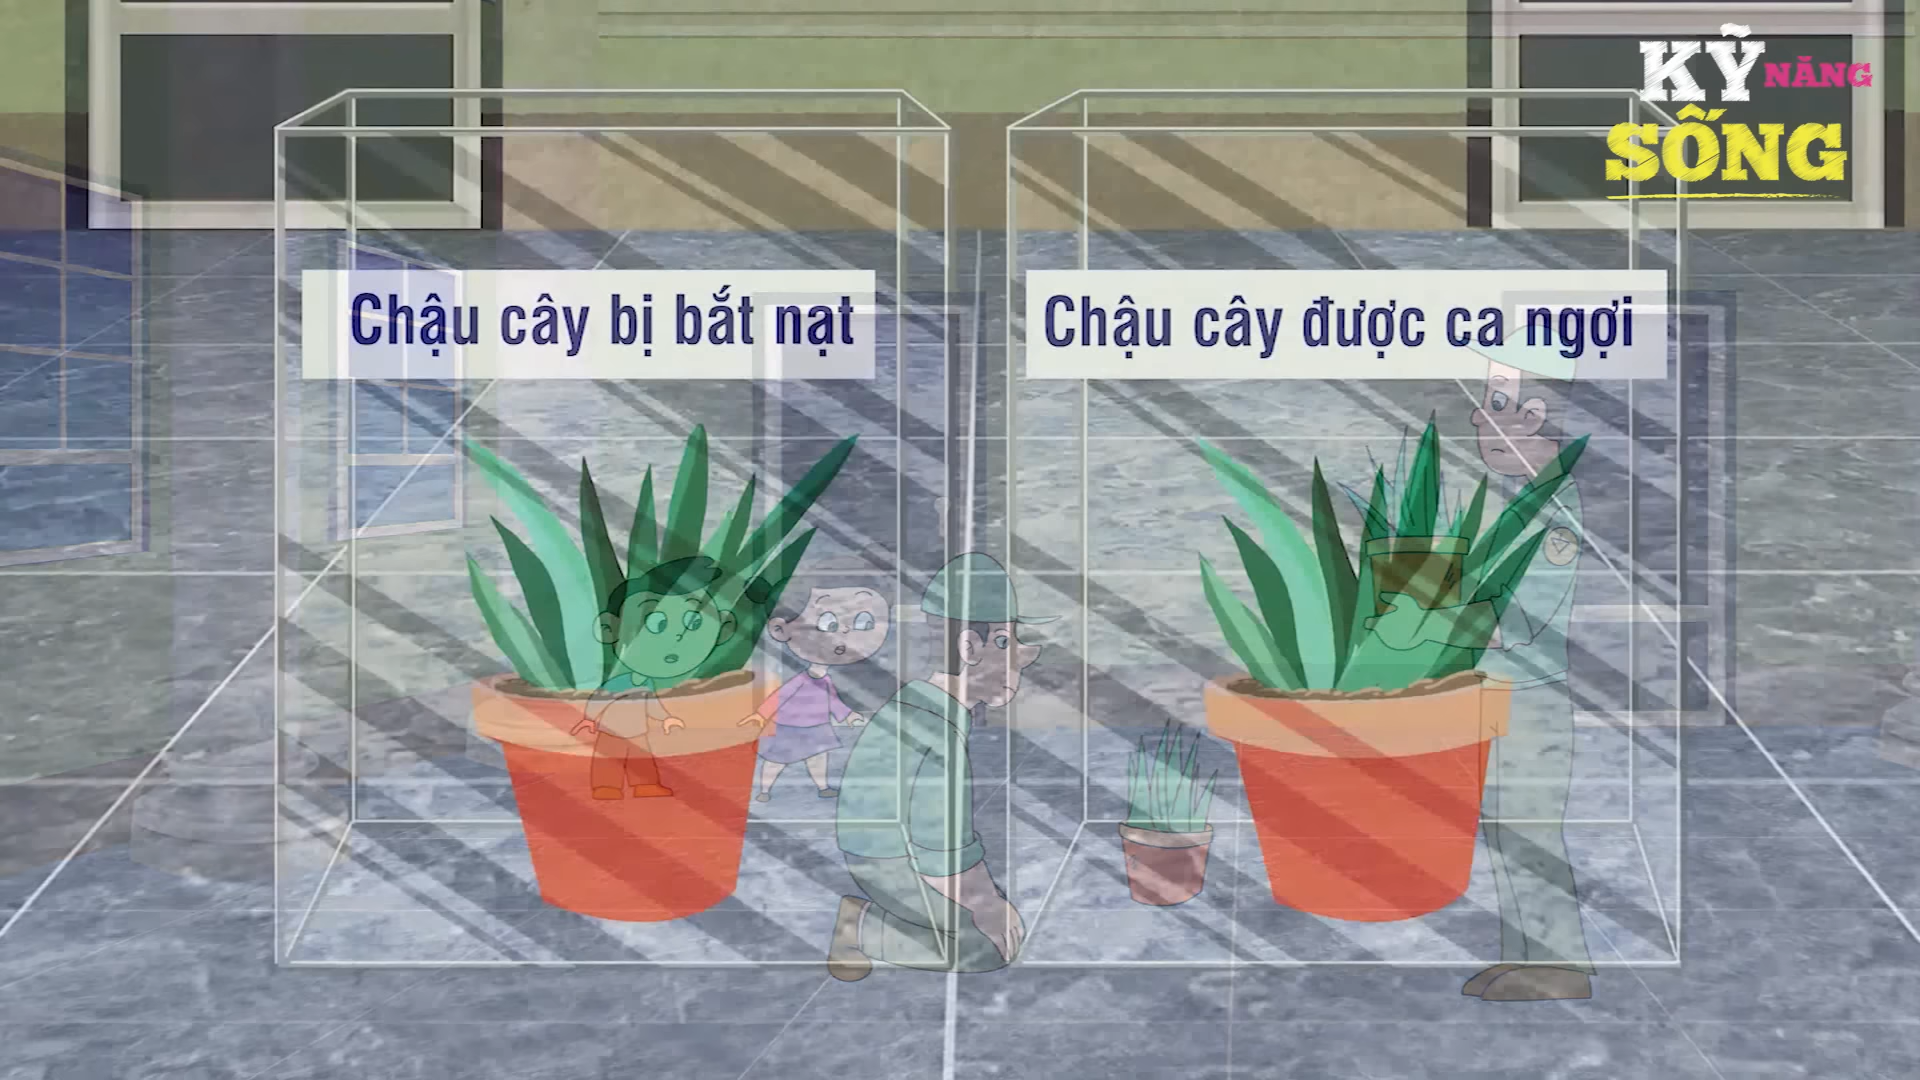 KỸ NĂNG
SỐNG
Chậu cây bị bắt nạt
Chậu cây được ca ngợi